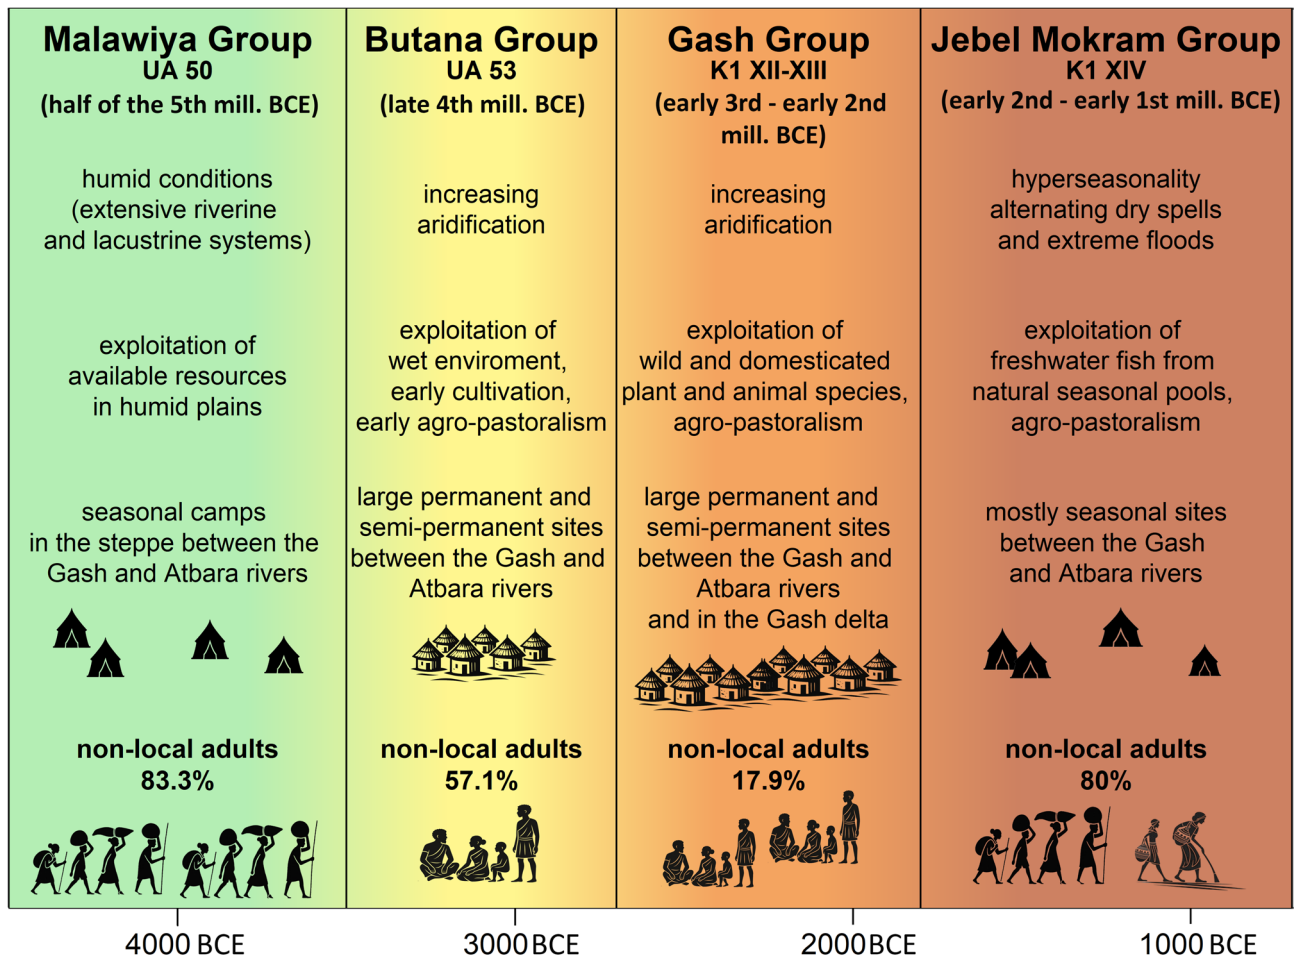 Malawiya Group
UA 50
(half of the 5th mill. BCE)
humid conditions
(extensive riverine
and lacustrine systems)
exploitation of
available resources
in humid plains
seasonal camps
in the steppe between the
Gash and Atbara rivers
non-local adults
83.3%
Butana Group
UA 53
(late 4th mill. BCE)
increasing
aridification
exploitation of
wet enviroment,
early cultivation,
early agro-pastoralism
large permanent and
semi-permanent sites
between the Gash and
Atbara rivers
non-local adults
57.1%
Gash Group
K1 XII-XIII
(early 3rd - early 2nd
mill. BCE)
increasing
aridification
exploitation of
wild and domesticated
plant and animal species,
agro-pastoralism
large permanent and
semi-permanent sites
between the Gash and
Atbara rivers
and in the Gash delta
non-local adults
17.9%
Jebel Mokram Group
K1 XIV
(early 2nd - early 1st mill. BCE)
hyperseasonality
alternating dry spells
and extreme floods
exploitation of
freshwater fish from
natural seasonal pools,
agro-pastoralism
mostly seasonal sites
between the Gash
and Atbara rivers
non-local adults
80%
4000 BCE
3000 BCE
2000 BCE
1000 BCE